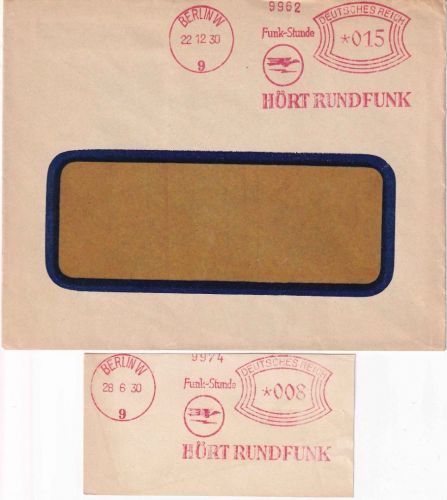 9962
BERLIN W
22 12 30
9
Funk-Stunde
DEUTSCHES REICH
*015
HÖRT RUNDFUNK
9974
BERLIN W
28 6 30
9
Funk-Stunde
DEUTSCHES REICH
*008
HÖRT RUNDFUNK